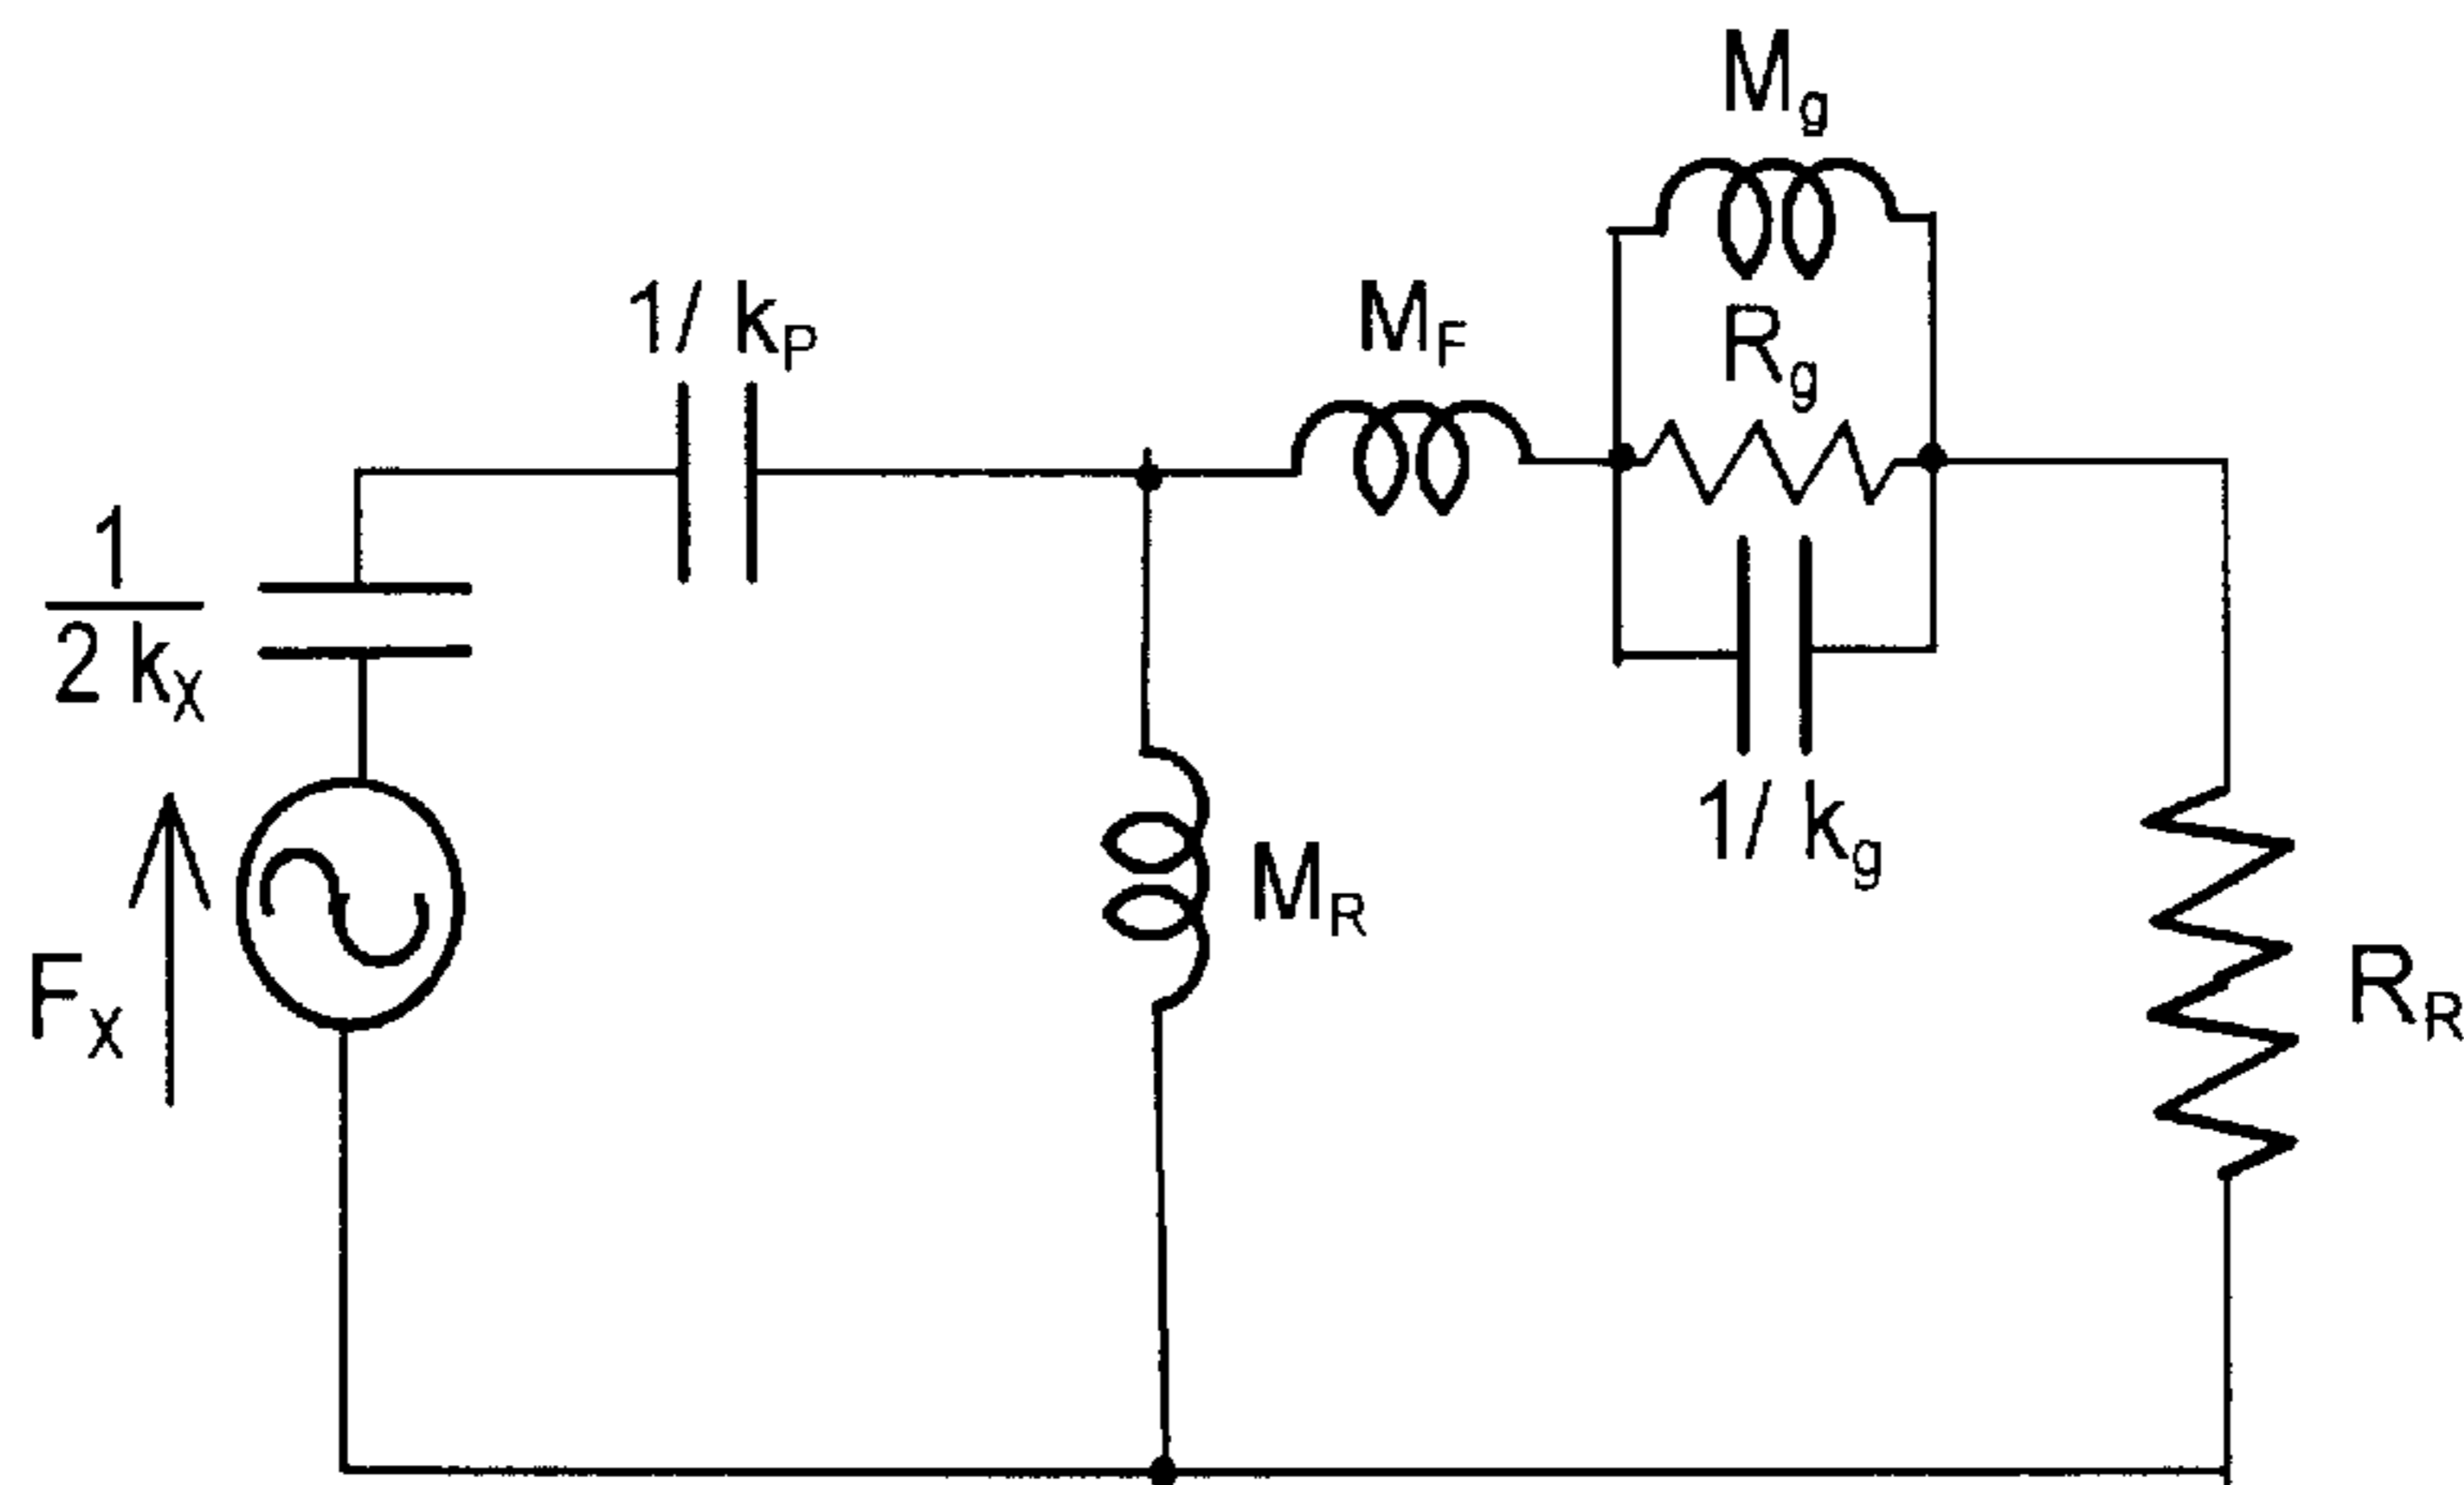 M_g
1/ k_P
M_F
R_g
1
2 k_X
1/ k_g
M_R
F_X
R_R